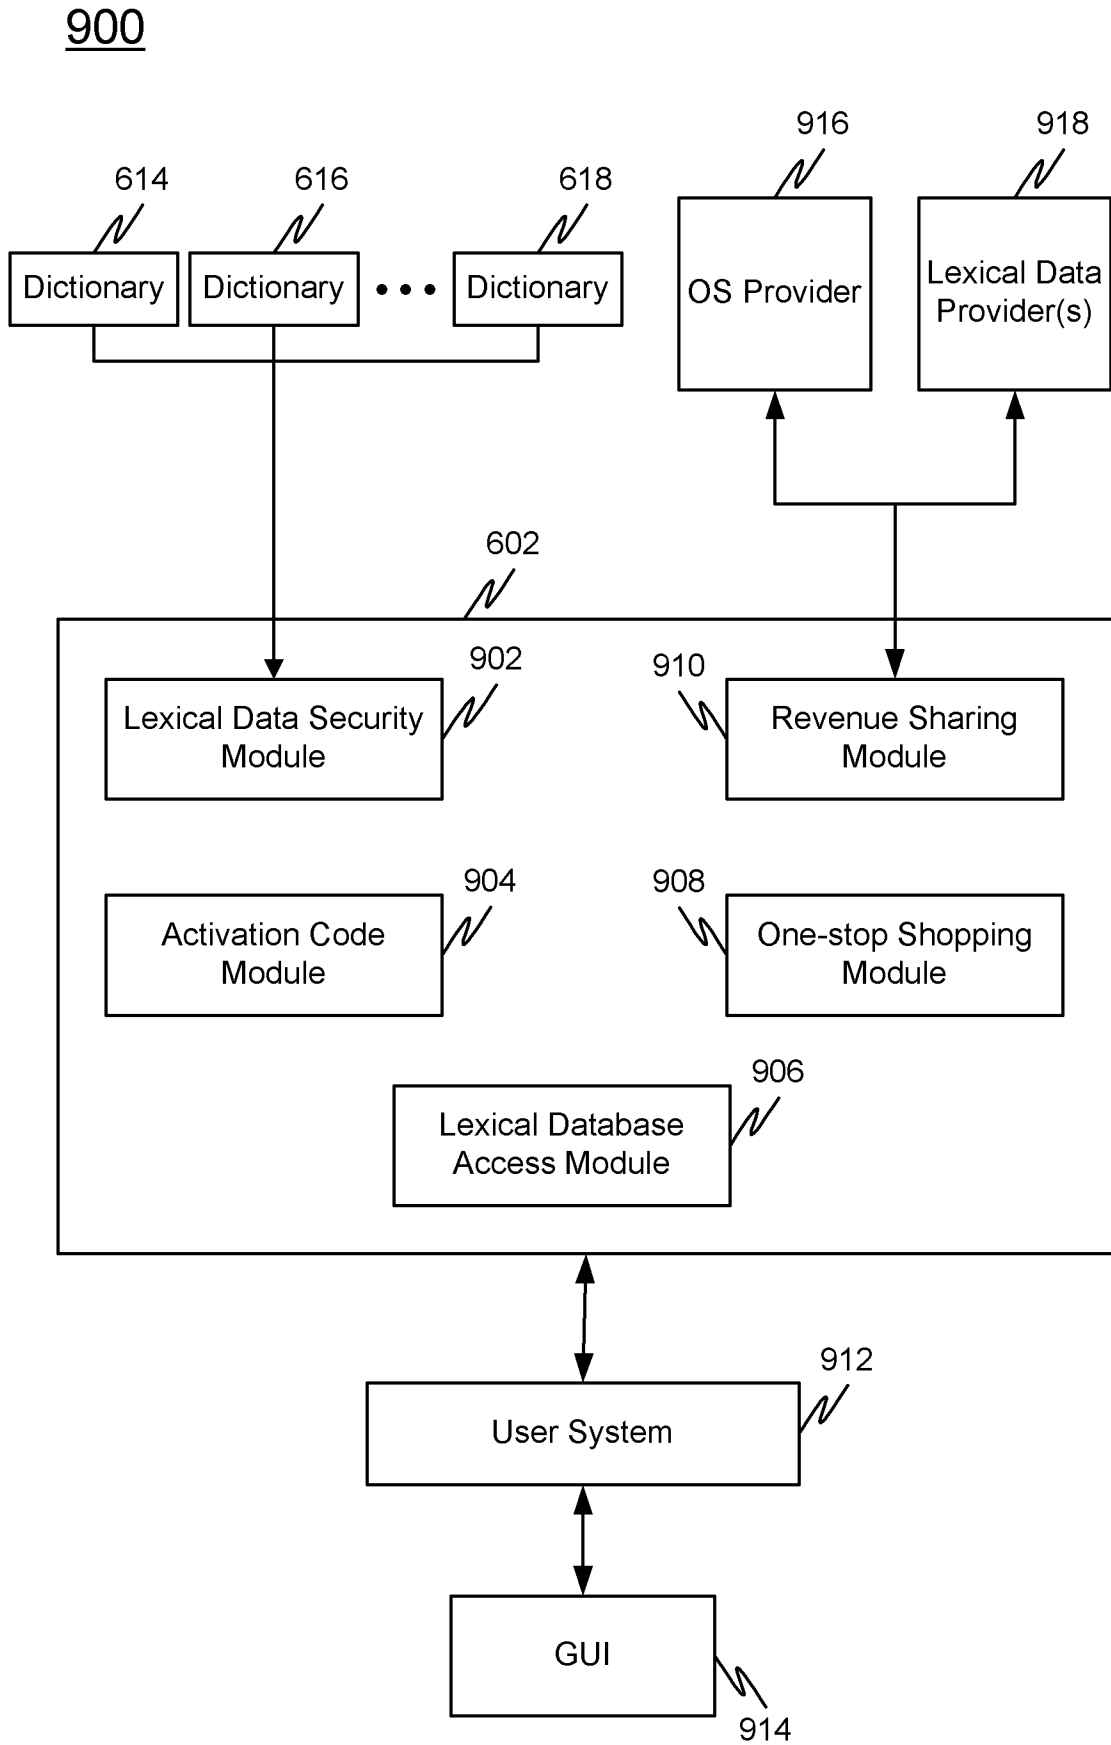 900
916
918
614
616
618
Dictionary
Dictionary
Dictionary
OS Provider
Lexical Data
Provider(s)
602
902
910
Lexical Data Security
Module
Revenue Sharing
Module
904
908
Activation Code
Module
One-stop Shopping
Module
906
Lexical Database
Access Module
912
User System
GUI
914